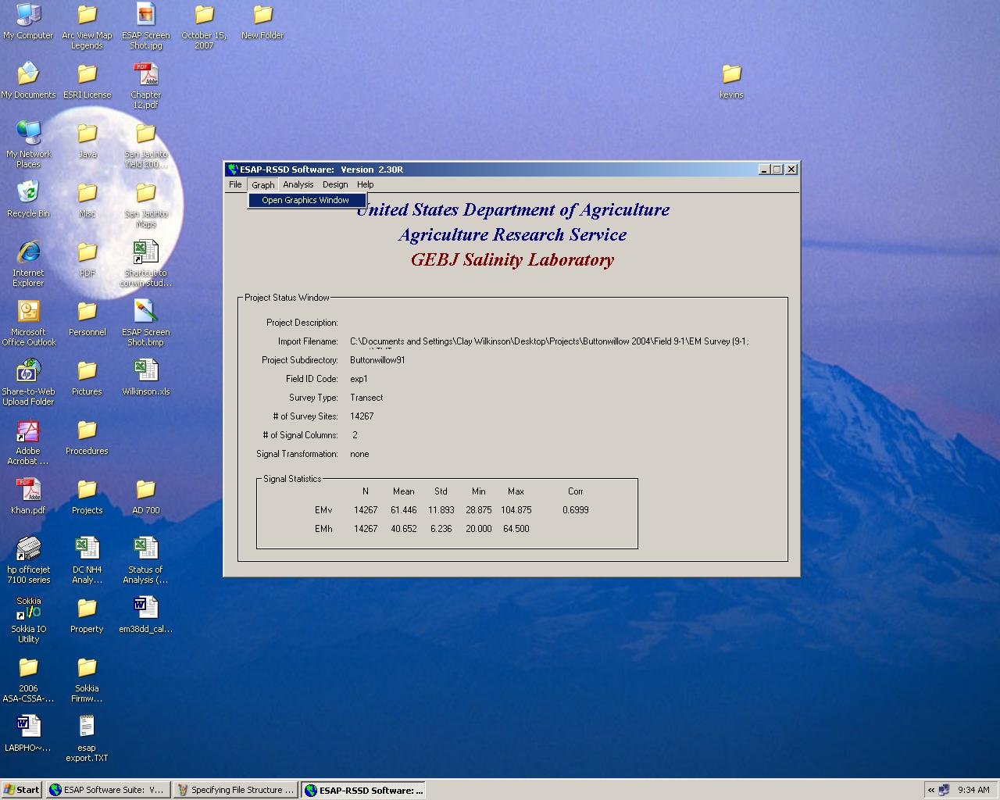 My Computer
Arc View Map
Legends
ESAP Screen
Shot.jpg
October 15,
2007
New Folder
My Documents
ESRI License
Chapter
12.pdf
kevins
My Network
Places
Java
San Jacinto
Yield 200...
Recycle Bin
Misc
San Jacinto
Maps
Internet
Explorer
PDF
Shortcut to
corwin stud...
Microsoft
Office Outlook
Personnel
ESAP Screen
Shot.bmp
Share-to-Web
Upload Folder
Pictures
Wilkinson.xls
Adobe
Acrobat ...
Procedures
Khan.pdf
Projects
AD 700
hp officejet
7100 series
DC NH4
Analy...
Status of
Analysis (...
Sokkia
I/O
Sokkia IO
Utility
Property
em38dd_cal...
2006
ASA-CSSA-...
Sokkia
Firmw...
LABPHO~...
esap
export.TXT
ESAP-RSSD Software: Version 2.30R
File Graph Analysis Design Help
Open Graphics Window
United States Department of Agriculture
Agriculture Research Service
GEBJ Salinity Laboratory
Project Status Window
Project Description:
Import Filename: C:\Documents and Settings\Clay Wilkinson\Desktop\Projects\Buttonwillow 2004\Field 9-1\EM Survey (9-1;
Project Subdirectory: Buttonwillow91
Field ID Code: exp1
Survey Type: Transect
# of Survey Sites: 14267
# of Signal Columns: 2
Signal Transformation: none
Signal Statistics
N Mean Std Min Max Corr
EMv 14267 61.446 11.893 28.875 104.875 0.6999
EMh 14267 40.652 6.236 20.000 64.500
Start
ESAP Software Suite: V...
Specifying File Structure ...
ESAP-RSSD Software: ...
9:34 AM